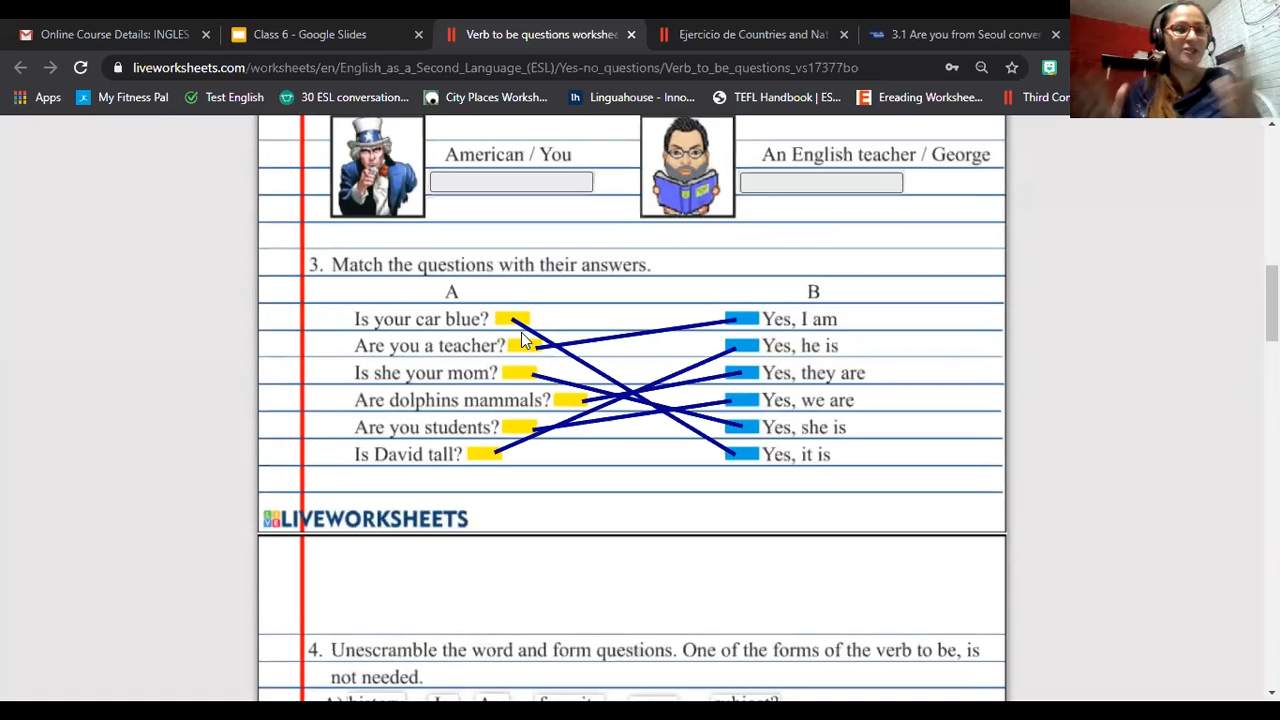 Online Course Details: INGLES
Class 6 - Google Slides
Verb to be questions workshee
Ejercicio de Countries and Nat
3.1 Are you from Seoul conver
liveworksheets.com/worksheets/en/English_as_a_Second_Language_(ESL)/Yes-no_questions/Verb_to_be_questions_vs17377bo
Apps
My Fitness Pal
Test English
30 ESL conversation...
City Places Worksh...
Linguahouse - Inno...
TEFL Handbook | ES...
Ereading Workshee...
Third Con
American / You
An English teacher / George
3. Match the questions with their answers.
A B
Is your car blue? Yes, I am
Are you a teacher? Yes, he is
Is she your mom? Yes, they are
Are dolphins mammals? Yes, we are
Are you students? Yes, she is
Is David tall? Yes, it is
LIVEWORKSHEETS
4. Unescramble the word and form questions. One of the forms of the verb to be, is
not needed.